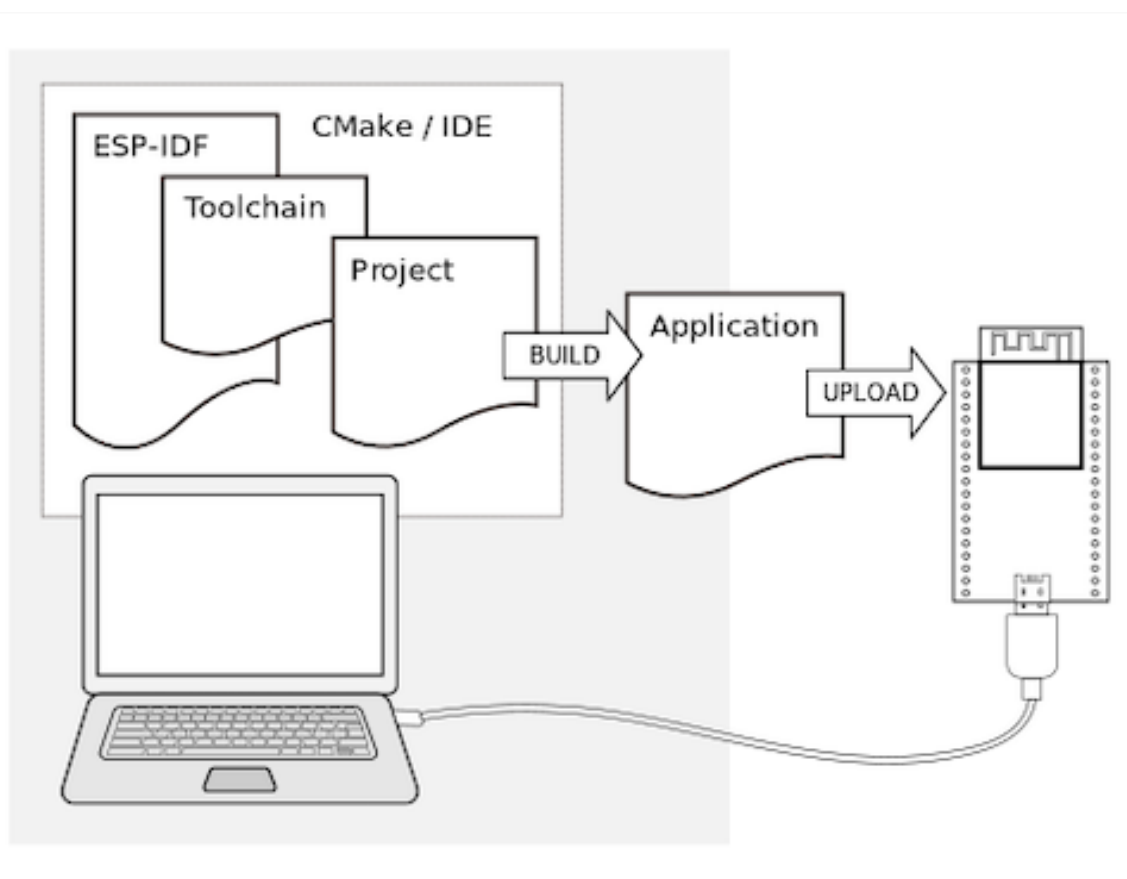 ESP-IDF
CMake / IDE
Toolchain
Project
BUILD
Application
UPLOAD